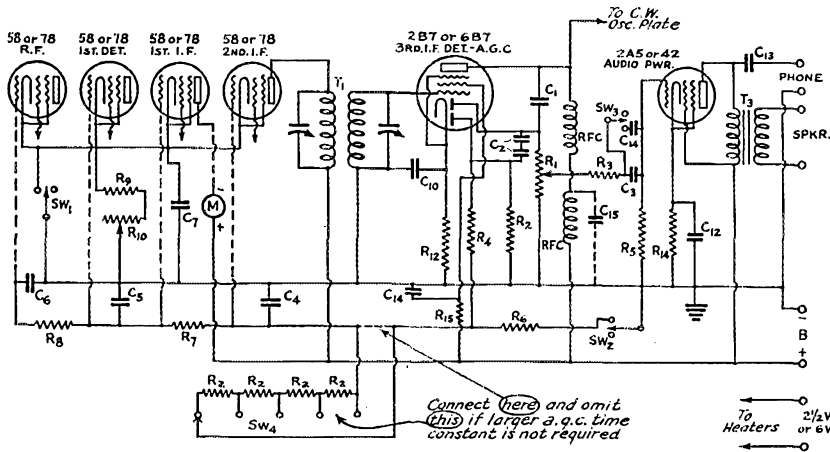 To C.W.
Osc. Plate
58 or 78
R.F.
58 or 78
1ST. DET.
58 or 78
1ST. I.F.
58 or 78
2ND. I.F.
2B7 or 6B7
3RD. I.F. DET.-A.G.C
2A5 or 42
AUDIO PWR.
C13
PHONE
T1
C1
SW3
T3
RFC
C14
SPKR.
C2
R9
C10
R1
R3
C3
SW1
R10
C7
M
-
+
R12
R4
R2
RFC
C15
R5
R14
C12
C6
C5
C4
C14
R15
R6
SW2
R8
R7
-
B
+
R2
R2
R2
R2
SW4
Connect here and omit
this if larger a.g.c. time
constant is not required
To
Heaters
2½V
or 6V